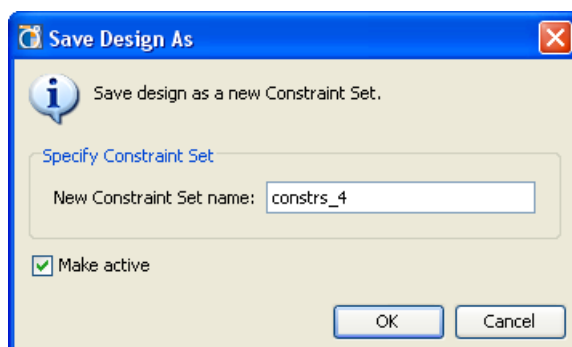 Save Design As
Save design as a new Constraint Set.
Specify Constraint Set
New Constraint Set name: constrs_4
Make active
OK Cancel